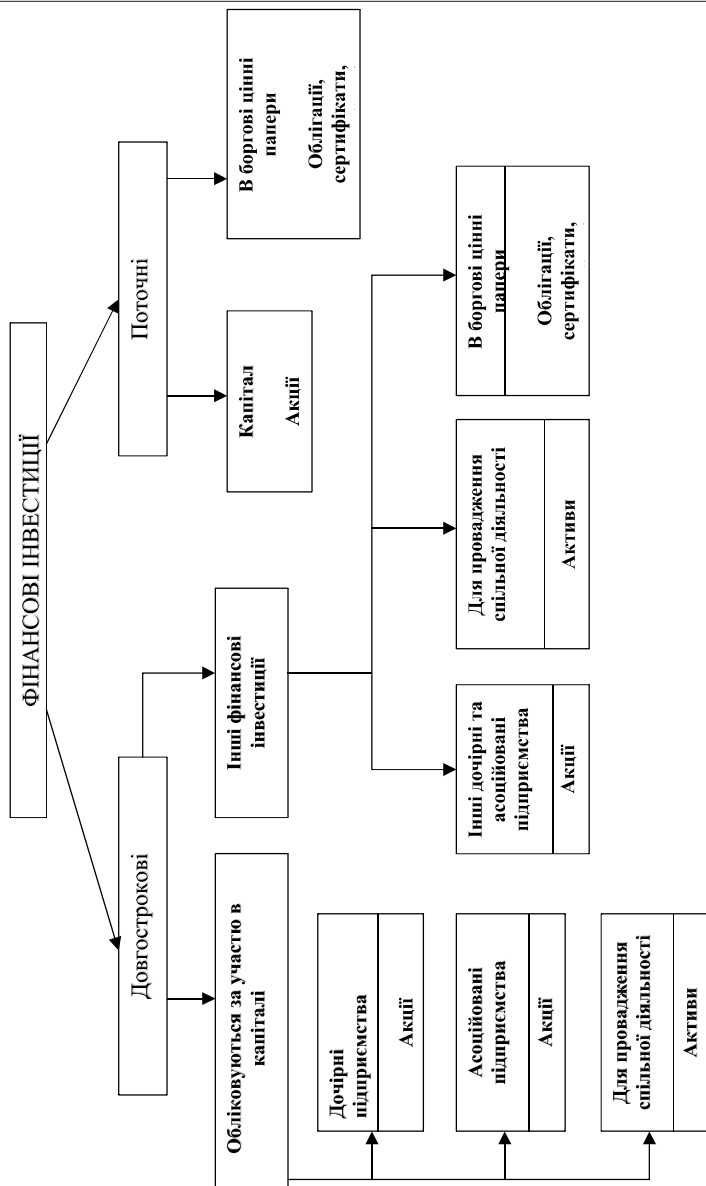 ФІНАНСОВІ ІНВЕСТИЦІЇ
Довгострокові
Поточні
Обліковуються за участю в
капіталі
Інші фінансові
інвестиції
Капітал
Акції
В боргові цінні
папери
Облігації,
сертифікати,
Дочірні
підприємства
Акції
Асоційовані
підприємства
Акції
Для провадження
спільної діяльності
Активи
Інші дочірні та
асоційовані
підприємства
Акції
Для провадження
спільної діяльності
Активи
В боргові цінні
папери
Облігації,
сертифікати,